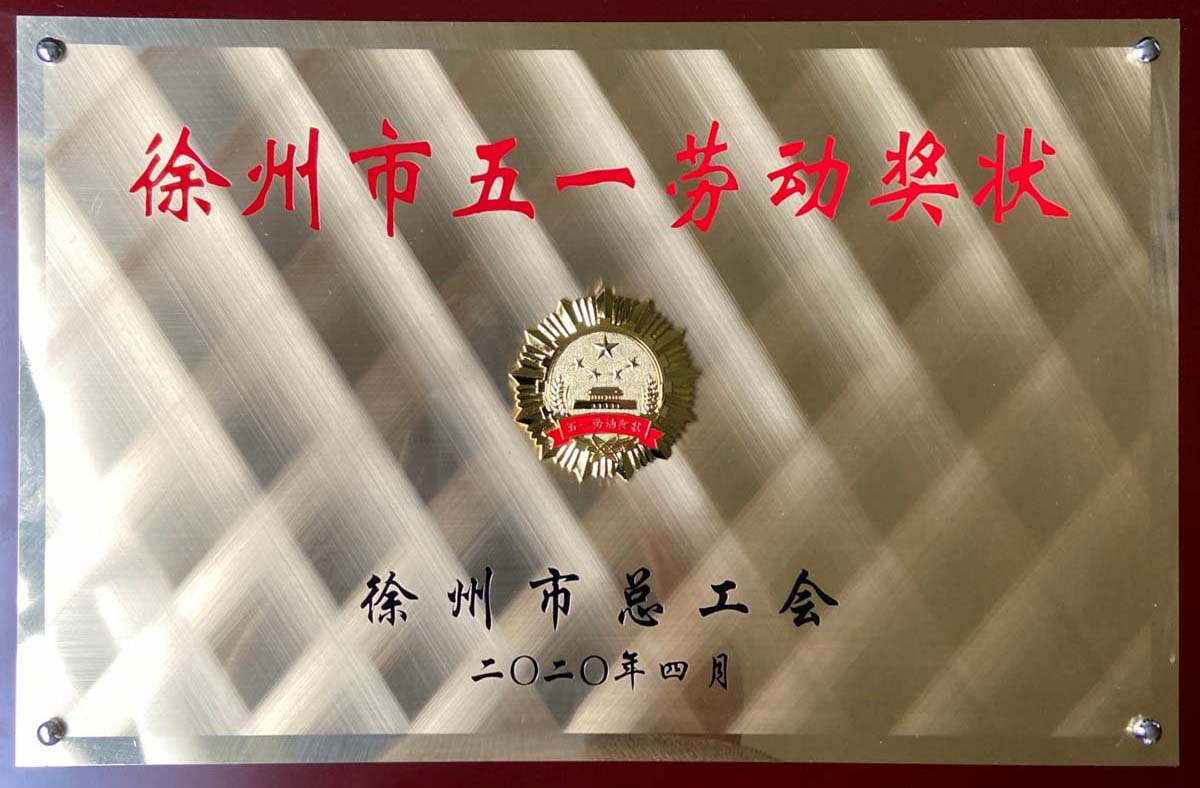 徐州市五一劳动奖状
五一劳动奖状
徐州市总工会
二〇二〇年四月